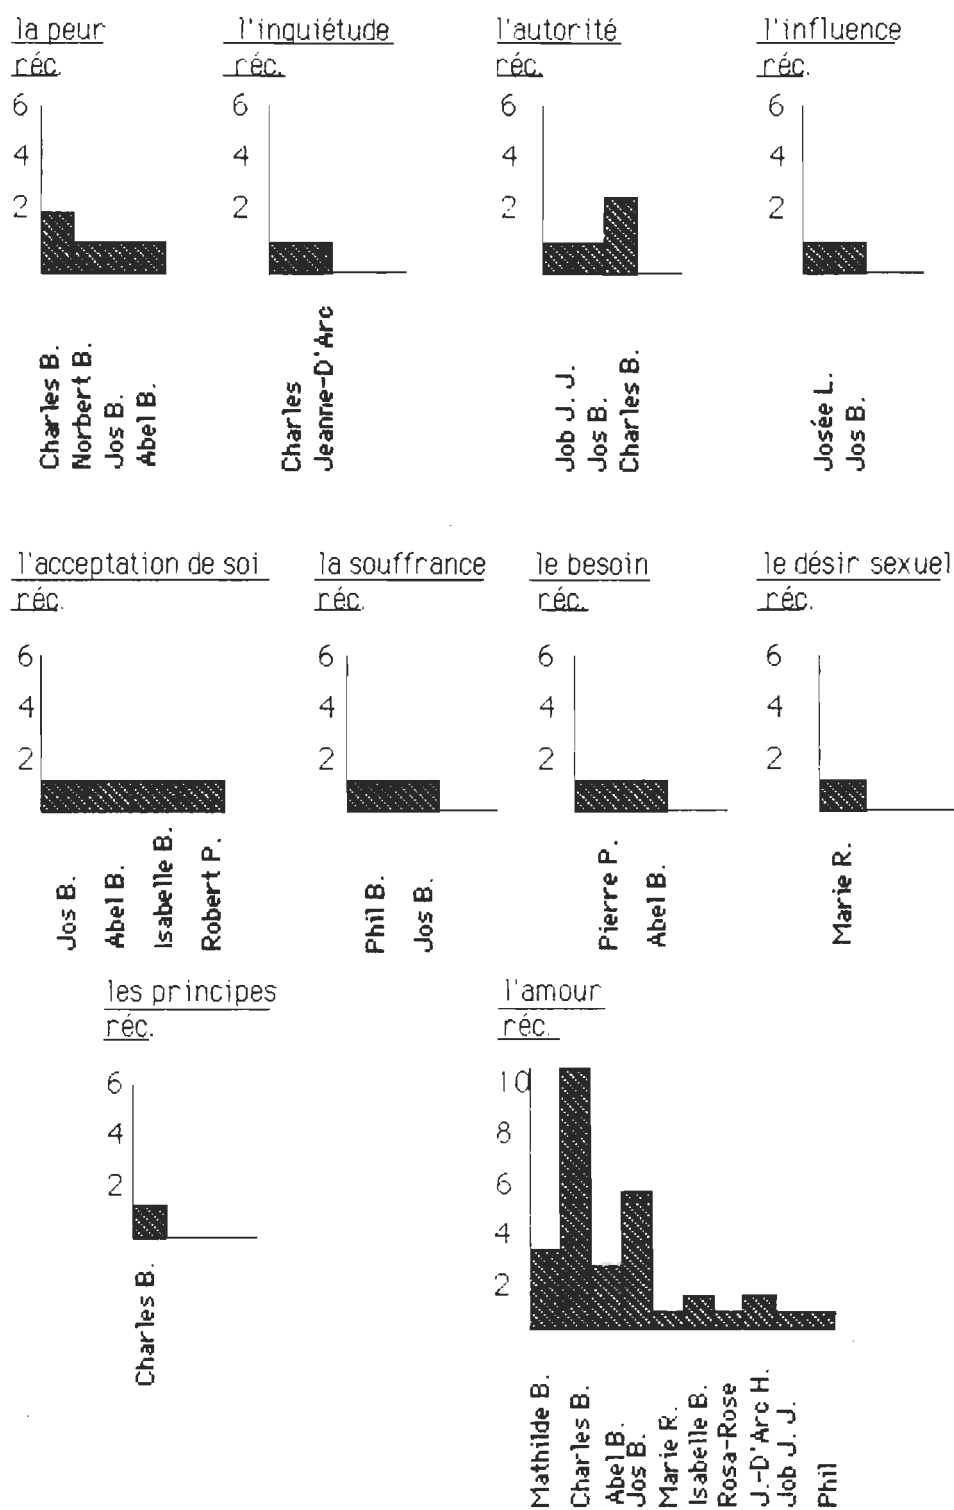 la peur
réc.
6
4
2
Charles B.
Norbert B.
Jos B.
Abel B.
l'inquiétude
réc.
6
4
2
Charles
Jeanne-D'Arc
l'autorité
réc.
6
4
2
Job J. J.
Jos B.
Charles B.
l'influence
réc.
6
4
2
Josée L.
Jos B.
l'acceptation de soi
réc.
6
4
2
Jos B.
Abel B.
Isabelle B.
Robert P.
la souffrance
réc.
6
4
2
Phil B.
Jos B.
le besoin
réc.
6
4
2
Pierre P.
Abel B.
le désir sexuel
réc.
6
4
2
Marie R.
les principes
réc.
6
4
2
Charles B.
l'amour
réc.
10
8
6
4
2
Mathilde B.
Charles B.
Abel B.
Jos B.
Marie R.
Isabelle B.
Rosa-Rose
J.-D'Arc H.
Job J. J.
Phil